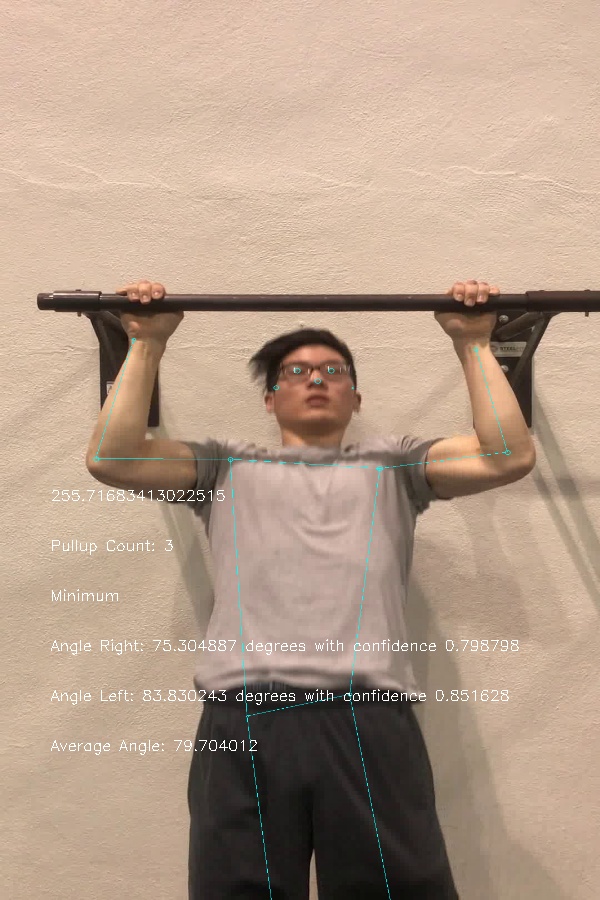 255.71683413022515
Pullup Count: 3
Minimum
Angle Right: 75.304887 degrees with confidence 0.798798
Angle Left: 83.830243 degrees with confidence 0.851628
Average Angle: 79.704012